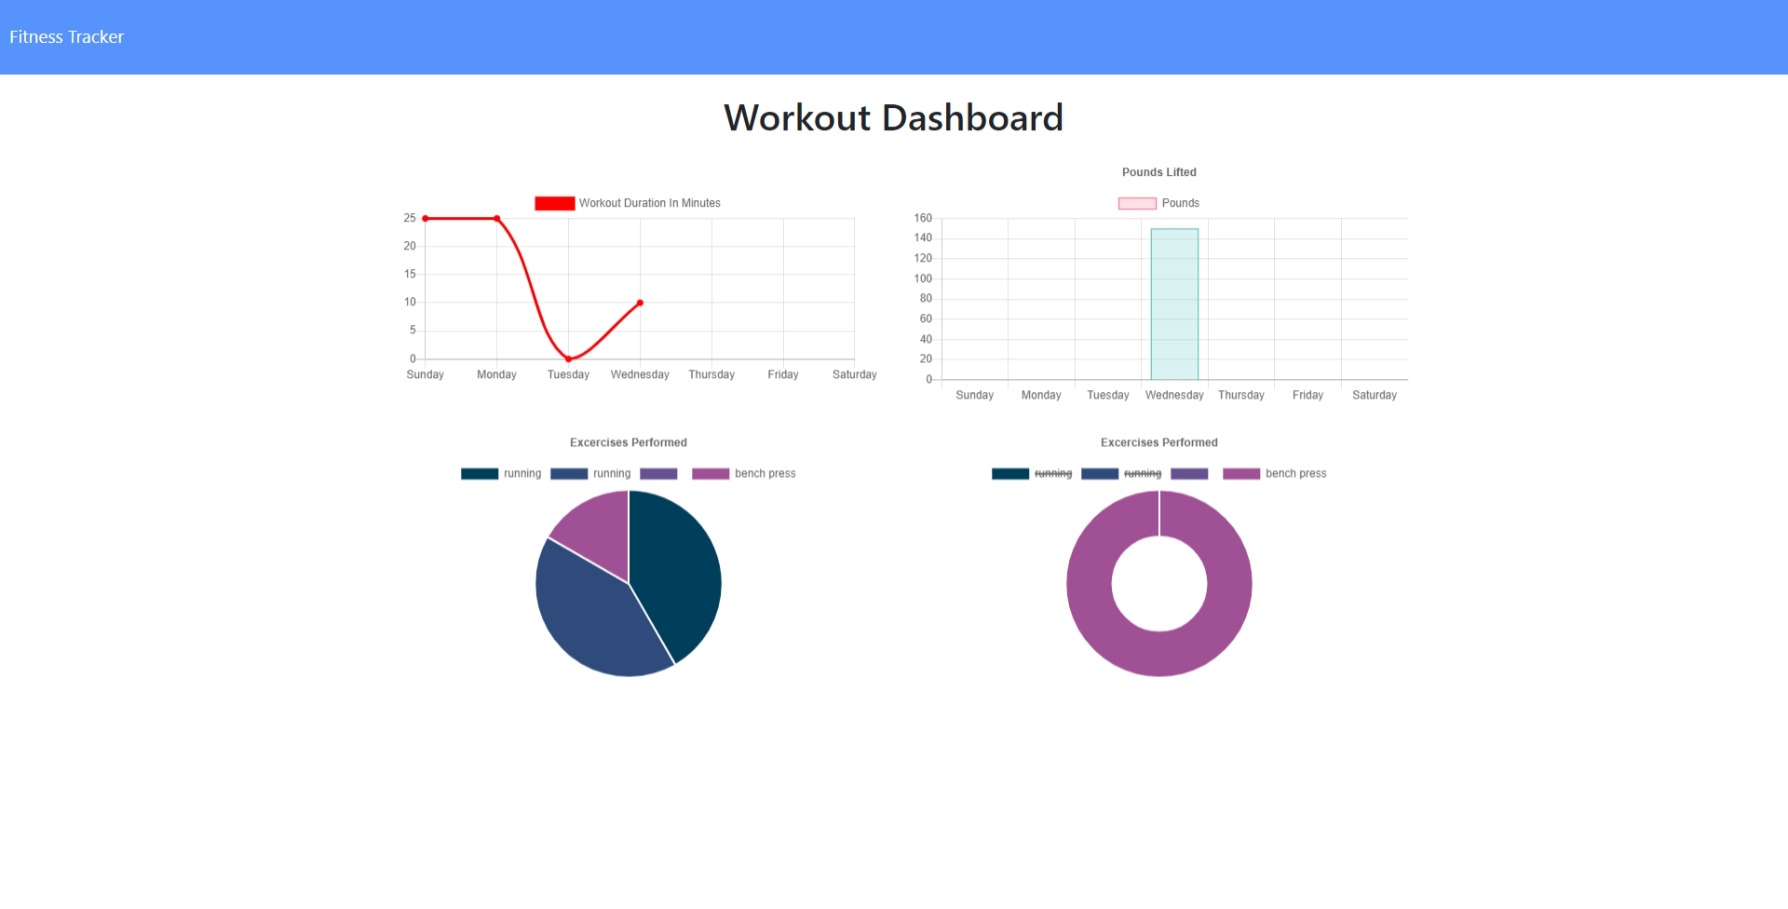 Fitness Tracker
Workout Dashboard
Workout Duration In Minutes
25
20
15
10
5
0
Sunday Monday Tuesday Wednesday Thursday Friday Saturday
Pounds Lifted
Pounds
160
140
120
100
80
60
40
20
0
Sunday Monday Tuesday Wednesday Thursday Friday Saturday
Excercises Performed
running running bench press
Excercises Performed
running running bench press